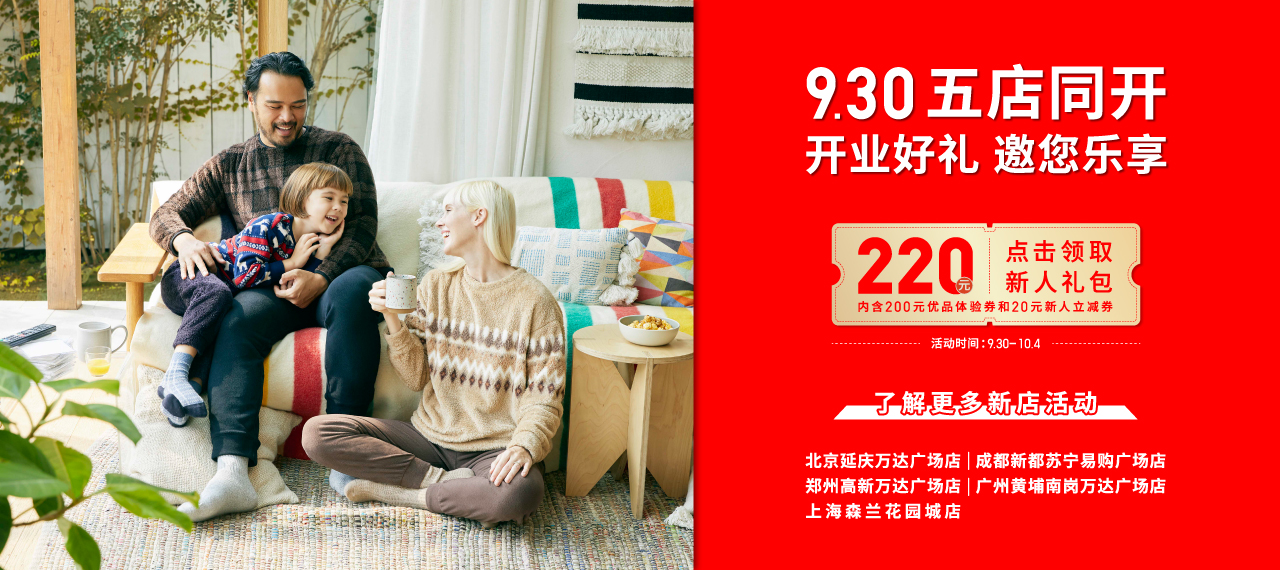 9.30 五店同开
开业好礼 邀您乐享
220元
点击领取
新人礼包
内含200元优品体验券和20元新人立减券
活动时间:9.30-10.4
了解更多新店活动
北京延庆万达广场店 | 成都新都苏宁易购广场店
郑州高新万达广场店 | 广州黄埔南岗万达广场店
上海森兰花园城店